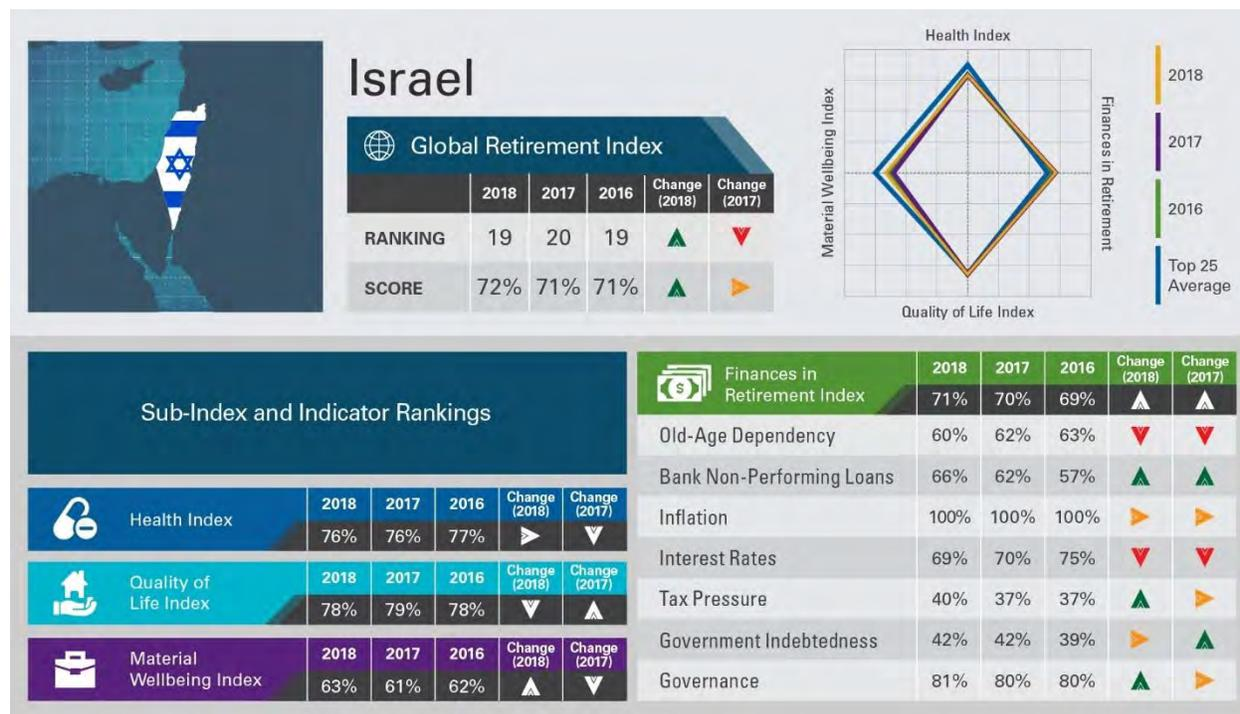 Israel
Global Retirement Index
2018 2017 2016 Change (2018) Change (2017)
RANKING 19 20 19
SCORE 72% 71% 71%
Health Index
Material Wellbeing Index
Finances in Retirement
Quality of Life Index
2018
2017
2016
Top 25
Average
Sub-Index and Indicator Rankings
Health Index
2018 2017 2016 Change (2018) Change (2017)
76% 76% 77%
Quality of
Life Index
2018 2017 2016 Change (2018) Change (2017)
78% 79% 78%
Material
Wellbeing Index
2018 2017 2016 Change (2018) Change (2017)
63% 61% 62%
Finances in
Retirement Index
2018 2017 2016 Change (2018) Change (2017)
71% 70% 69%
Old-Age Dependency 60% 62% 63%
Bank Non-Performing Loans 66% 62% 57%
Inflation 100% 100% 100%
Interest Rates 69% 70% 75%
Tax Pressure 40% 37% 37%
Government Indebtedness 42% 42% 39%
Governance 81% 80% 80%